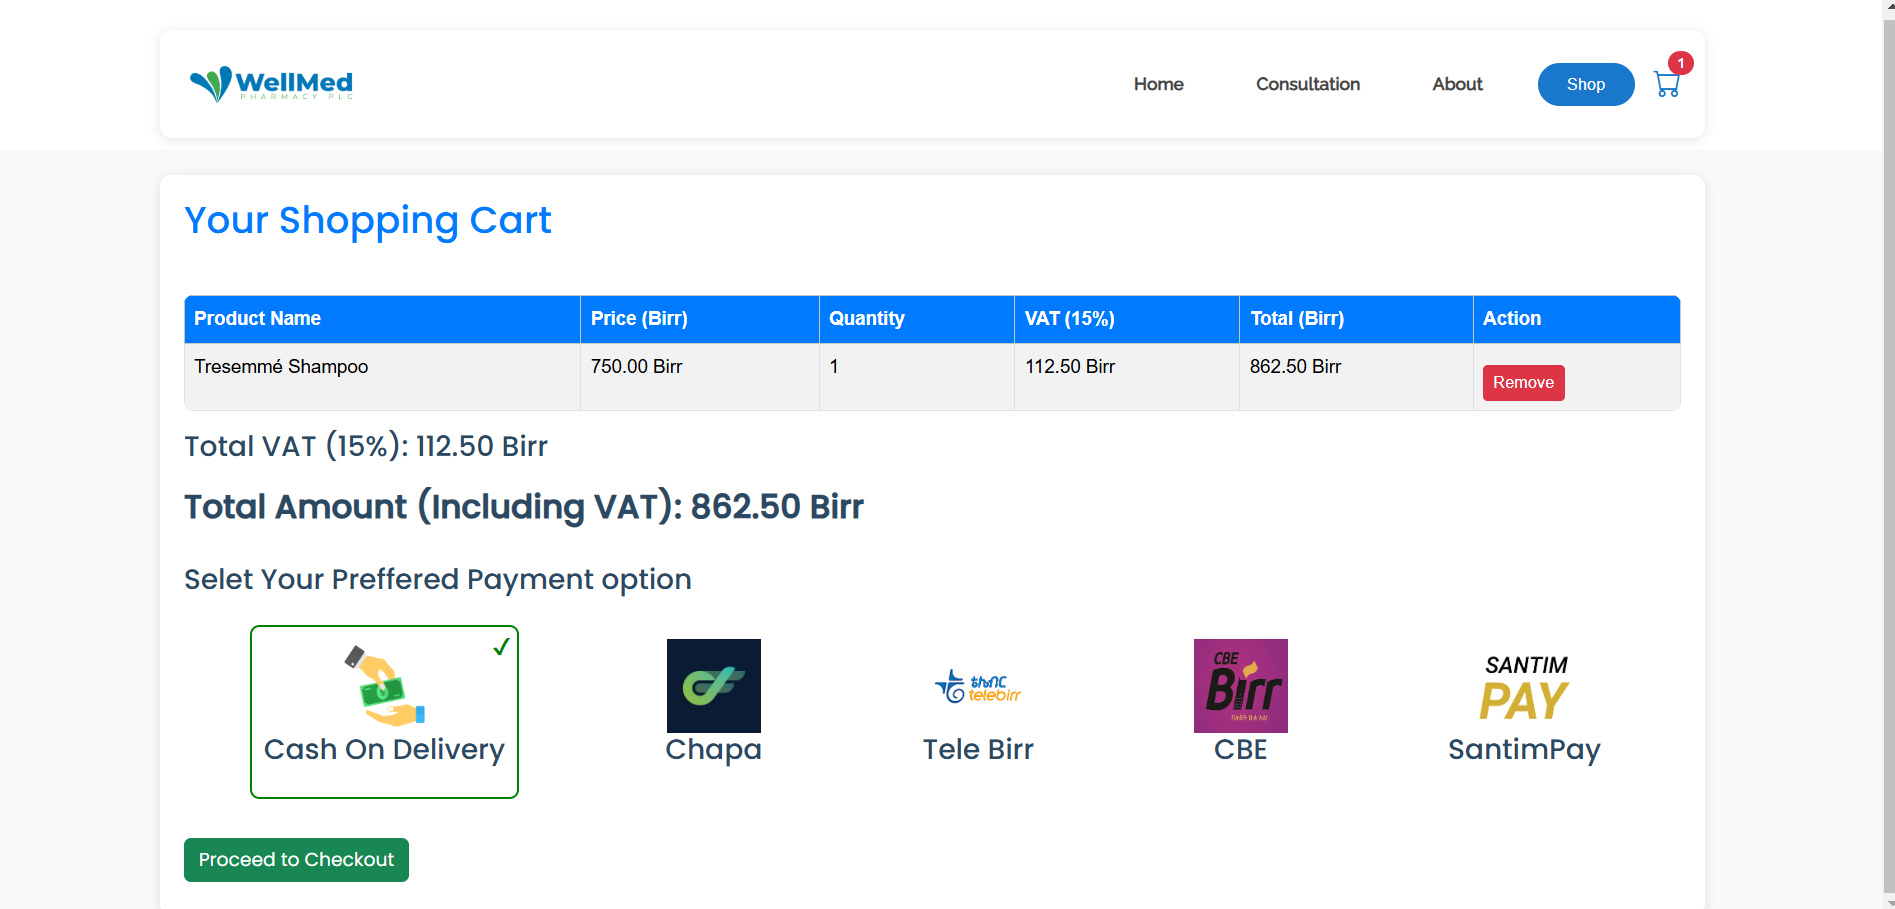 WellMed
PHARMACY PLC
Home
Consultation
About
Shop
1
Your Shopping Cart
Product Name Price (Birr) Quantity VAT (15%) Total (Birr) Action
Tresemmé Shampoo 750.00 Birr 1 112.50 Birr 862.50 Birr Remove
Total VAT (15%): 112.50 Birr
Total Amount (Including VAT): 862.50 Birr
Selet Your Preffered Payment option
Cash On Delivery
Chapa
ቴሌብር
telebirr
Tele Birr
CBE
Birr
CBE
SANTIM
PAY
SantimPay
Proceed to Checkout